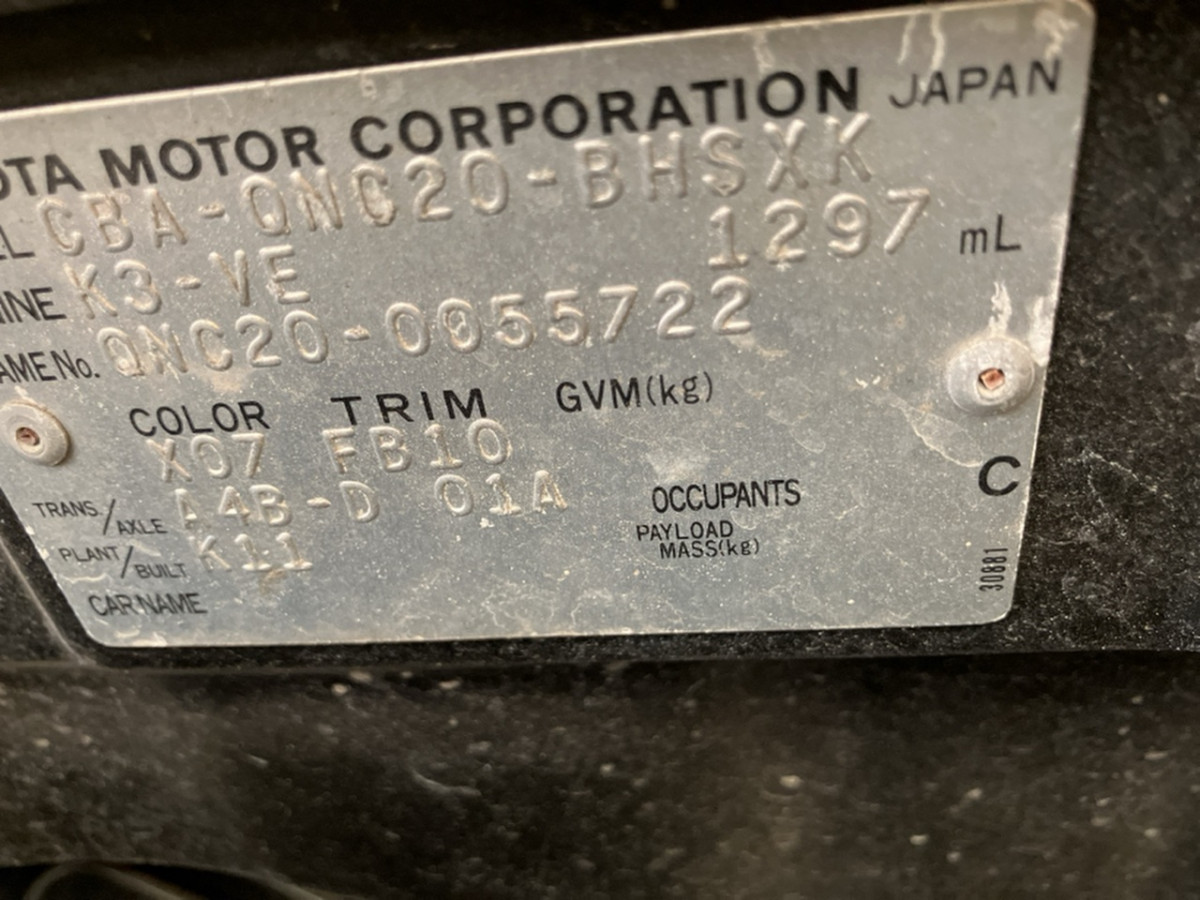 OTA MOTOR CORPORATION JAPAN
EL CBA-QNC20-BHSXK
INE K3-VE 1297 mL
AME No. QNC20-0055722
COLOR TRIM GVM(kg)
X07 FB10
TRANS./AXLE A4B-D 01A OCCUPANTS C
PLANT/BUILT K11 PAYLOAD MASS(kg)
CAR NAME
30881